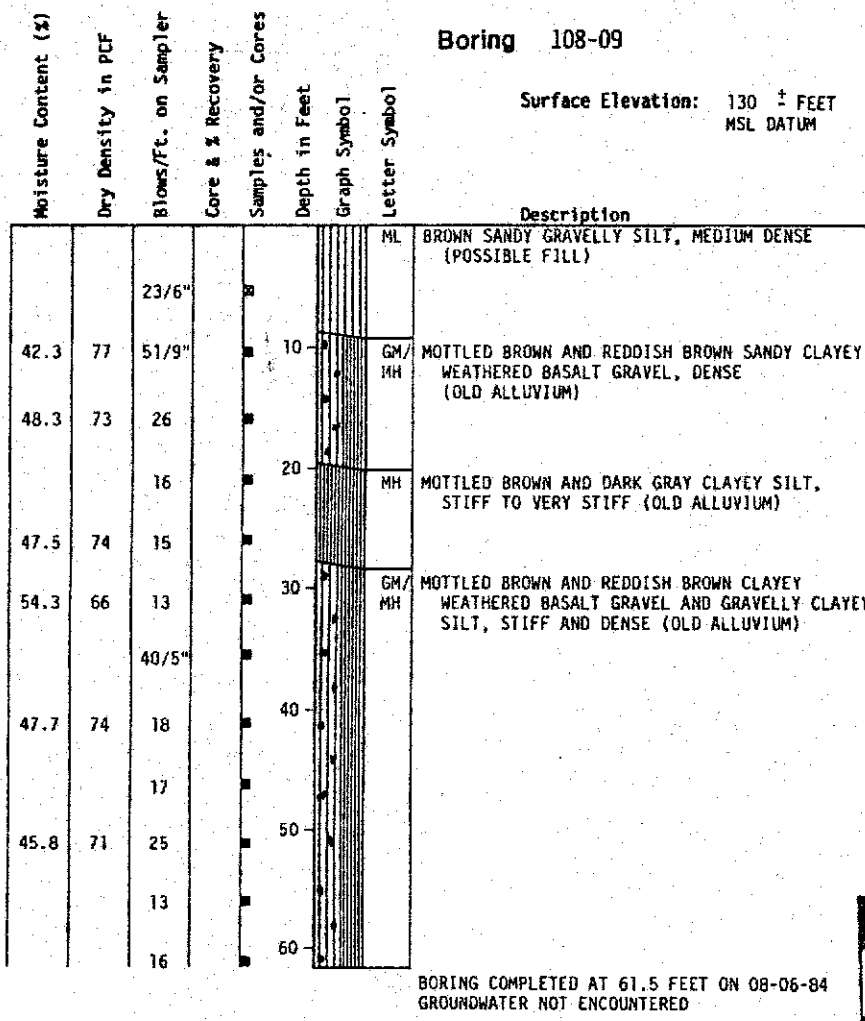 Boring 108-09
Surface Elevation: 130 ± FEET
MSL DATUM
Moisture Content (%)
Dry Density in PCF
Blows/Ft. on Sampler
Core & % Recovery
Samples and/or Cores
Depth in Feet
Graph Symbol
Letter Symbol
Description
ML BROWN SANDY GRAVELLY SILT, MEDIUM DENSE
(POSSIBLE FILL)
23/6"
42.3 77 51/9" 10 GM/ MOTTLED BROWN AND REDDISH BROWN SANDY CLAYEY
MH WEATHERED BASALT GRAVEL, DENSE
(OLD ALLUVIUM)
48.3 73 26
20
16 MH MOTTLED BROWN AND DARK GRAY CLAYEY SILT,
STIFF TO VERY STIFF (OLD ALLUVIUM)
47.5 74 15
30 GM/ MOTTLED BROWN AND REDDISH BROWN CLAYEY
54.3 66 13 MH WEATHERED BASALT GRAVEL AND GRAVELLY CLAYEY
SILT, STIFF AND DENSE (OLD ALLUVIUM)
40/5"
40
47.7 74 18
17
50
45.8 71 25
13
60
16
BORING COMPLETED AT 61.5 FEET ON 08-06-84
GROUNDWATER NOT ENCOUNTERED